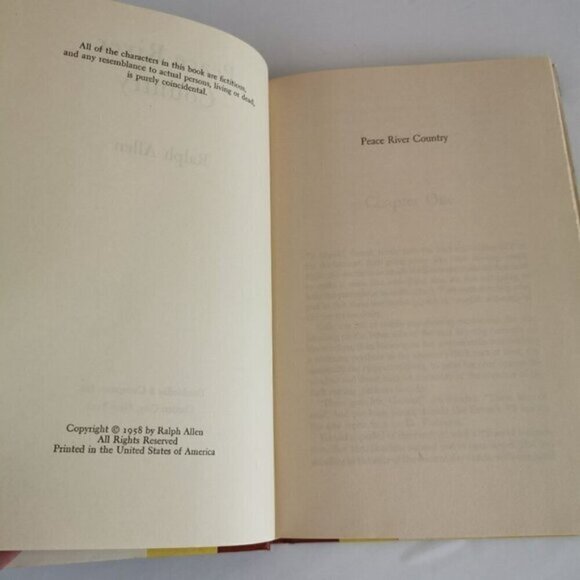 All of the characters in this book are fictitious,
and any resemblance to actual persons, living or dead,
is purely coincidental.
Copyright © 1958 by Ralph Allen
All Rights Reserved
Printed in the United States of America
Peace River Country